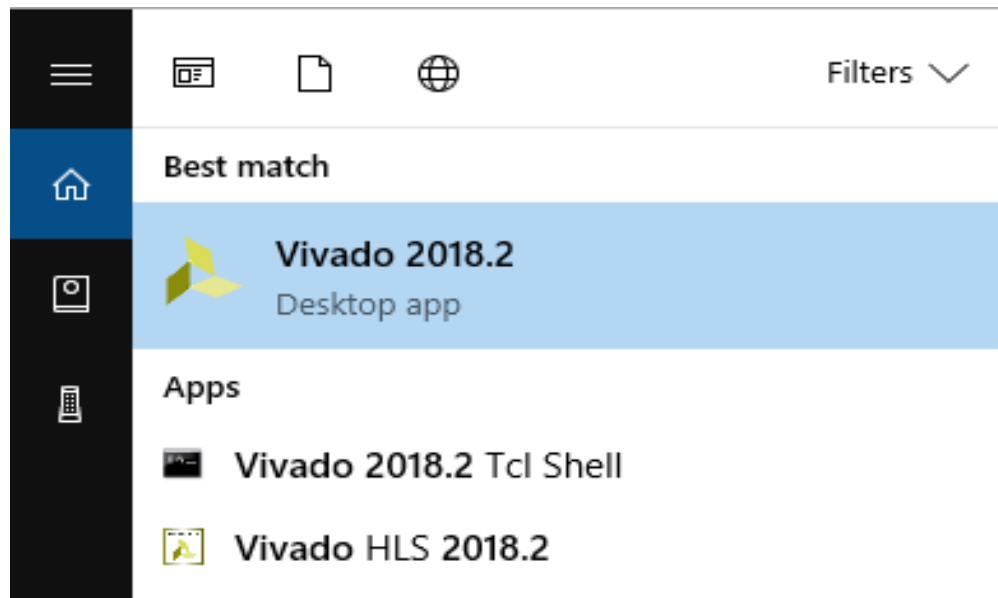 Filters
Best match
Vivado 2018.2
Desktop app
Apps
Vivado 2018.2 Tcl Shell
Vivado HLS 2018.2